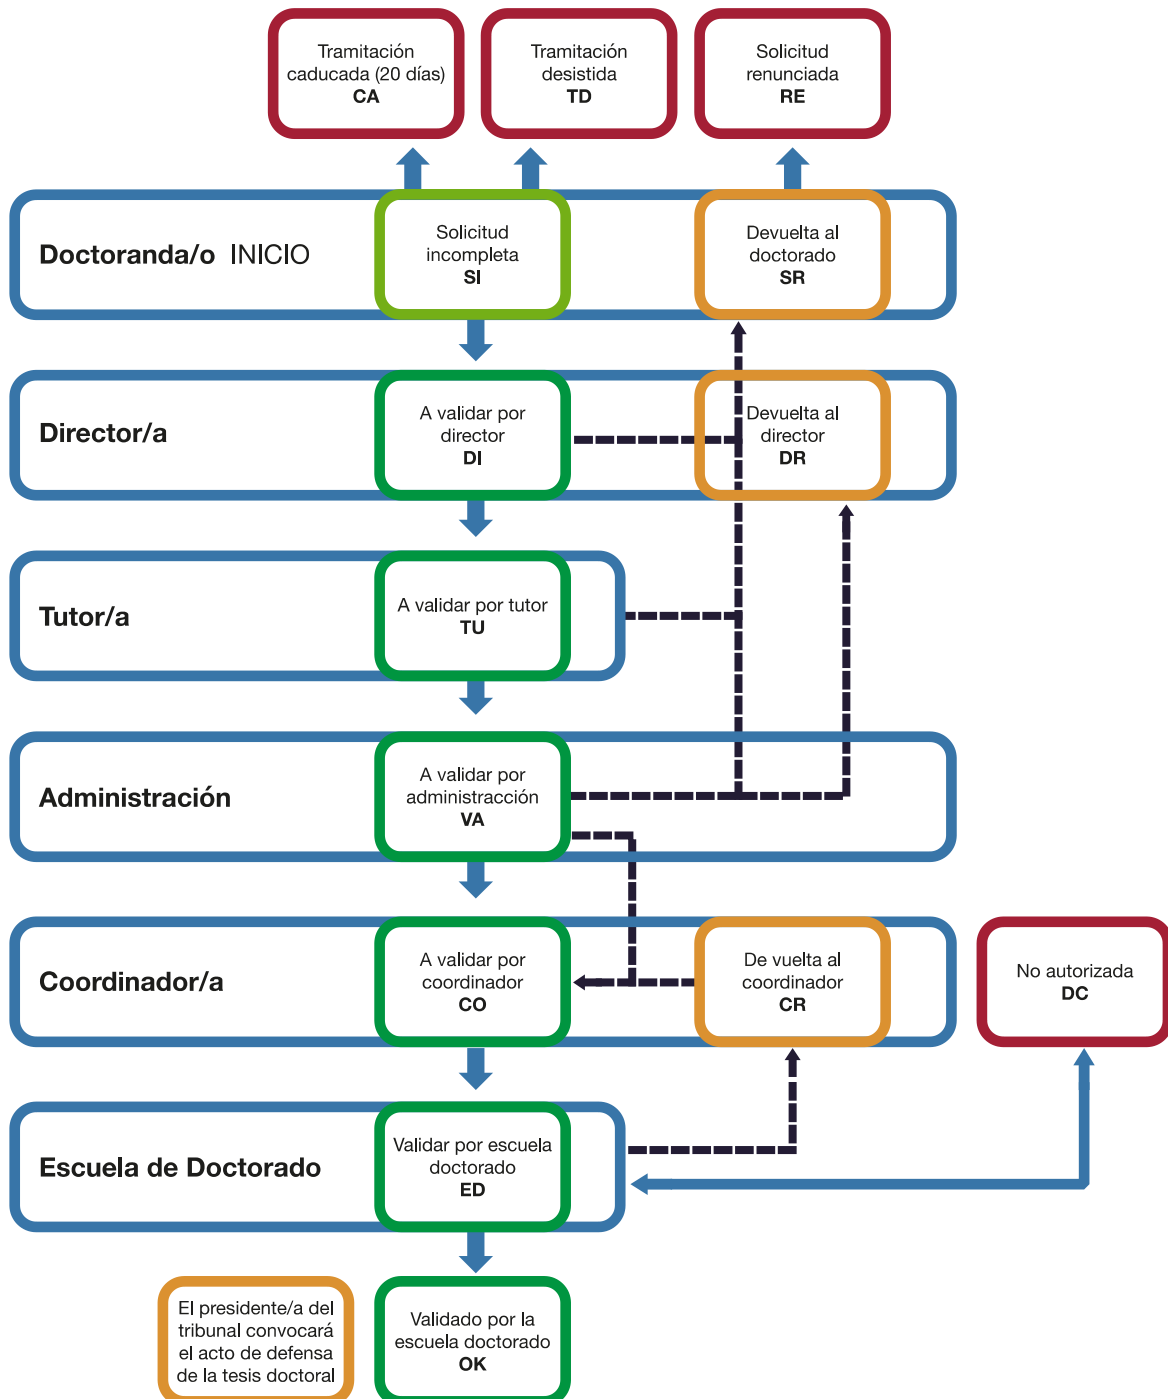 Tramitación
caducada (20 días)
CA
Tramitación
desistida
TD
Solicitud
renunciada
RE
Doctoranda/o INICIO
Solicitud
incompleta
SI
Devuelta al
doctorado
SR
Director/a
A validar por
director
DI
Devuelta al
director
DR
Tutor/a
A validar por tutor
TU
Administración
A validar por
administracción
VA
Coordinador/a
A validar por
coordinador
CO
De vuelta al
coordinador
CR
No autorizada
DC
Escuela de Doctorado
Validar por escuela
doctorado
ED
El presidente/a del
tribunal convocará
el acto de defensa
de la tesis doctoral
Validado por la
escuela doctorado
OK